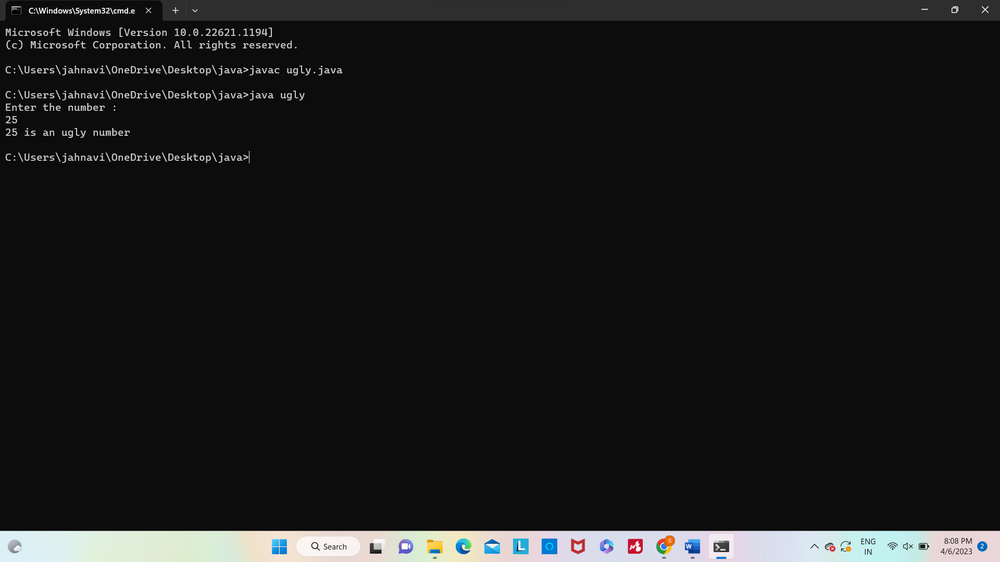 C:\Windows\System32\cmd.e
Microsoft Windows [Version 10.0.22621.1194]
(c) Microsoft Corporation. All rights reserved.
C:\Users\jahnavi\OneDrive\Desktop\java>javac ugly.java
C:\Users\jahnavi\OneDrive\Desktop\java>java ugly
Enter the number :
25
25 is an ugly number
C:\Users\jahnavi\OneDrive\Desktop\java>
Search
L
S
W
ENG
IN
8:08 PM
4/6/2023
2